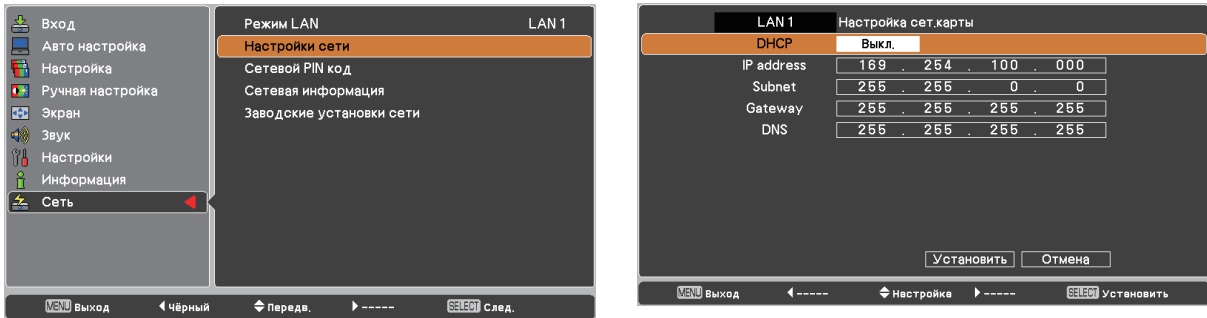 Вход
Авто настройка
Настройка
Ручная настройка
Экран
Звук
Настройки
Информация
Сеть
Режим LAN LAN 1
Настройки сети
Сетевой PIN код
Сетевая информация
Заводские установки сети
MENU Выход Чёрный Передв. ----- SELECT След.
LAN 1 Настройка сет.карты
DHCP Выкл.
IP address 169 . 254 . 100 . 000
Subnet 255 . 255 . 0 . 0
Gateway 255 . 255 . 255 . 255
DNS 255 . 255 . 255 . 255
Установить Отмена
MENU Выход ----- Настройка ----- SELECT Установить